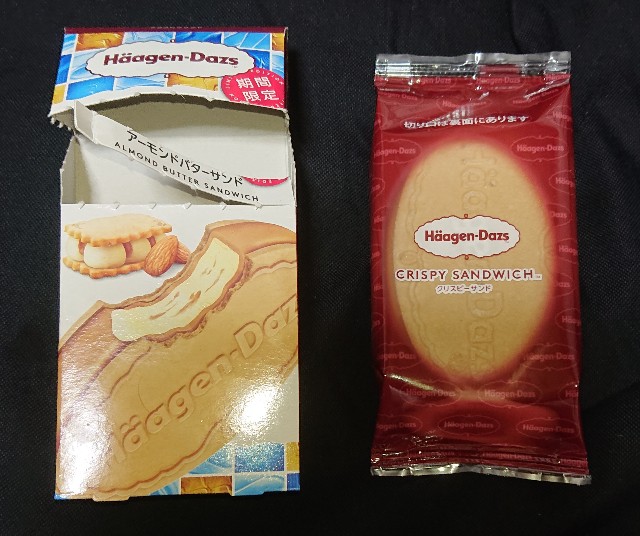 Häagen-Dazs
期間
限定
アーモンドバターサンド
ALMOND BUTTER SANDWICH
Häagen-Dazs
切り口は裏面にあります
Häagen-Dazs
CRISPY SANDWICH™
クリスピーサンド